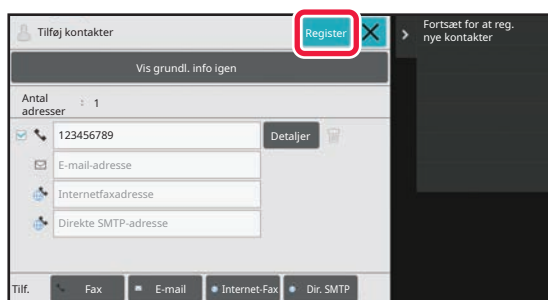 Tilføj kontakter
Register
Fortsæt for at reg.
nye kontakter
Vis grundl. info igen
Antal
adresser : 1
123456789
Detaljer
E-mail-adresse
Internetfaxadresse
Direkte SMTP-adresse
Tilf.
Fax
E-mail
Internet-Fax
Dir. SMTP